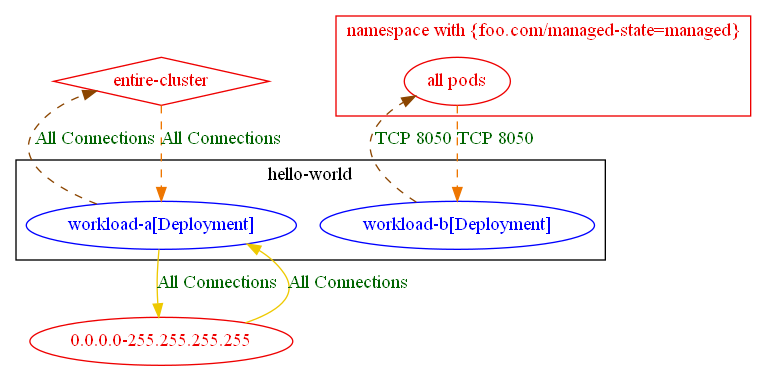 namespace with {foo.com/managed-state=managed}
entire-cluster
all pods
All Connections
All Connections
TCP 8050
TCP 8050
hello-world
workload-a[Deployment]
workload-b[Deployment]
All Connections
All Connections
0.0.0.0-255.255.255.255